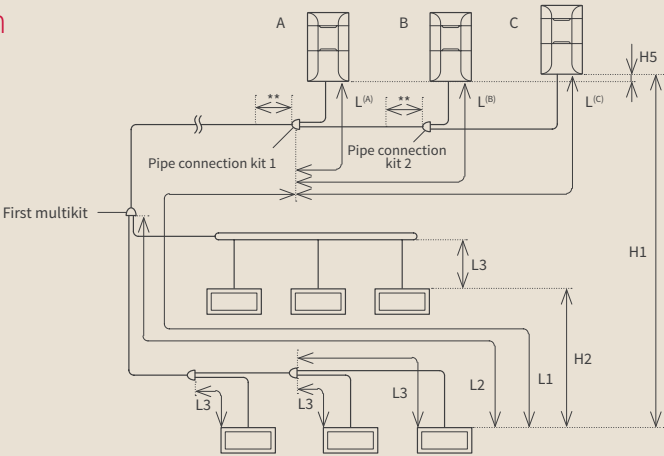 n
A
B
C
H5
**
**
L(A)
L(B)
L(C)
Pipe connection kit 1
Pipe connection
kit 2
First multikit
H1
L3
H2
L2
L1
L3
L3
L3